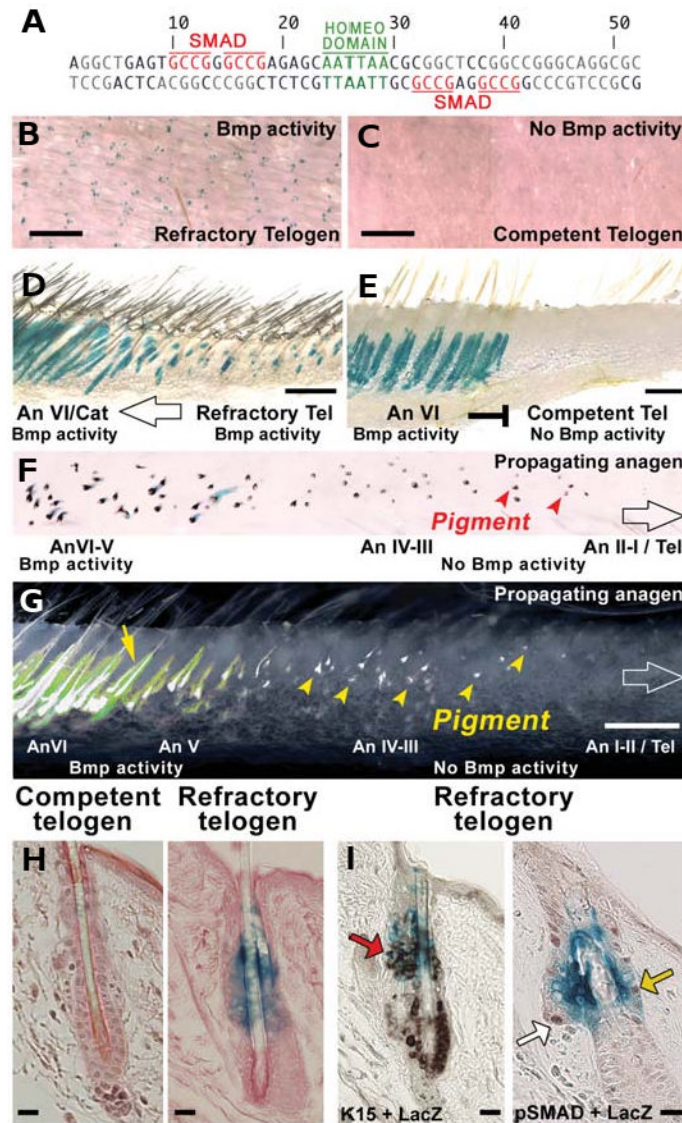 A
10 20 30 40 50
HOMEO
SMAD DOMAIN
AGGCTGAGTGCCGGGCCGAGAGCAATTAACGCGGCTCCGGCCGGGCAGGCGC
TCCGACTCACGGCCCGGCTCTCGTTAATTGCGCCGAGGCCGGCCCGTCCGCG
SMAD
B Bmp activity
Refractory Telogen
C No Bmp activity
Competent Telogen
D
An VI/Cat Refractory Tel
Bmp activity Bmp activity
E
An VI Competent Tel
Bmp activity No Bmp activity
F Propagating anagen
Pigment
AnVI-V An IV-III An II-I / Tel
Bmp activity No Bmp activity
G Propagating anagen
Pigment
AnVI An V An IV-III An I-II / Tel
Bmp activity No Bmp activity
Competent telogen
Refractory telogen
Refractory telogen
H
I
K15 + LacZ
pSMAD + LacZ